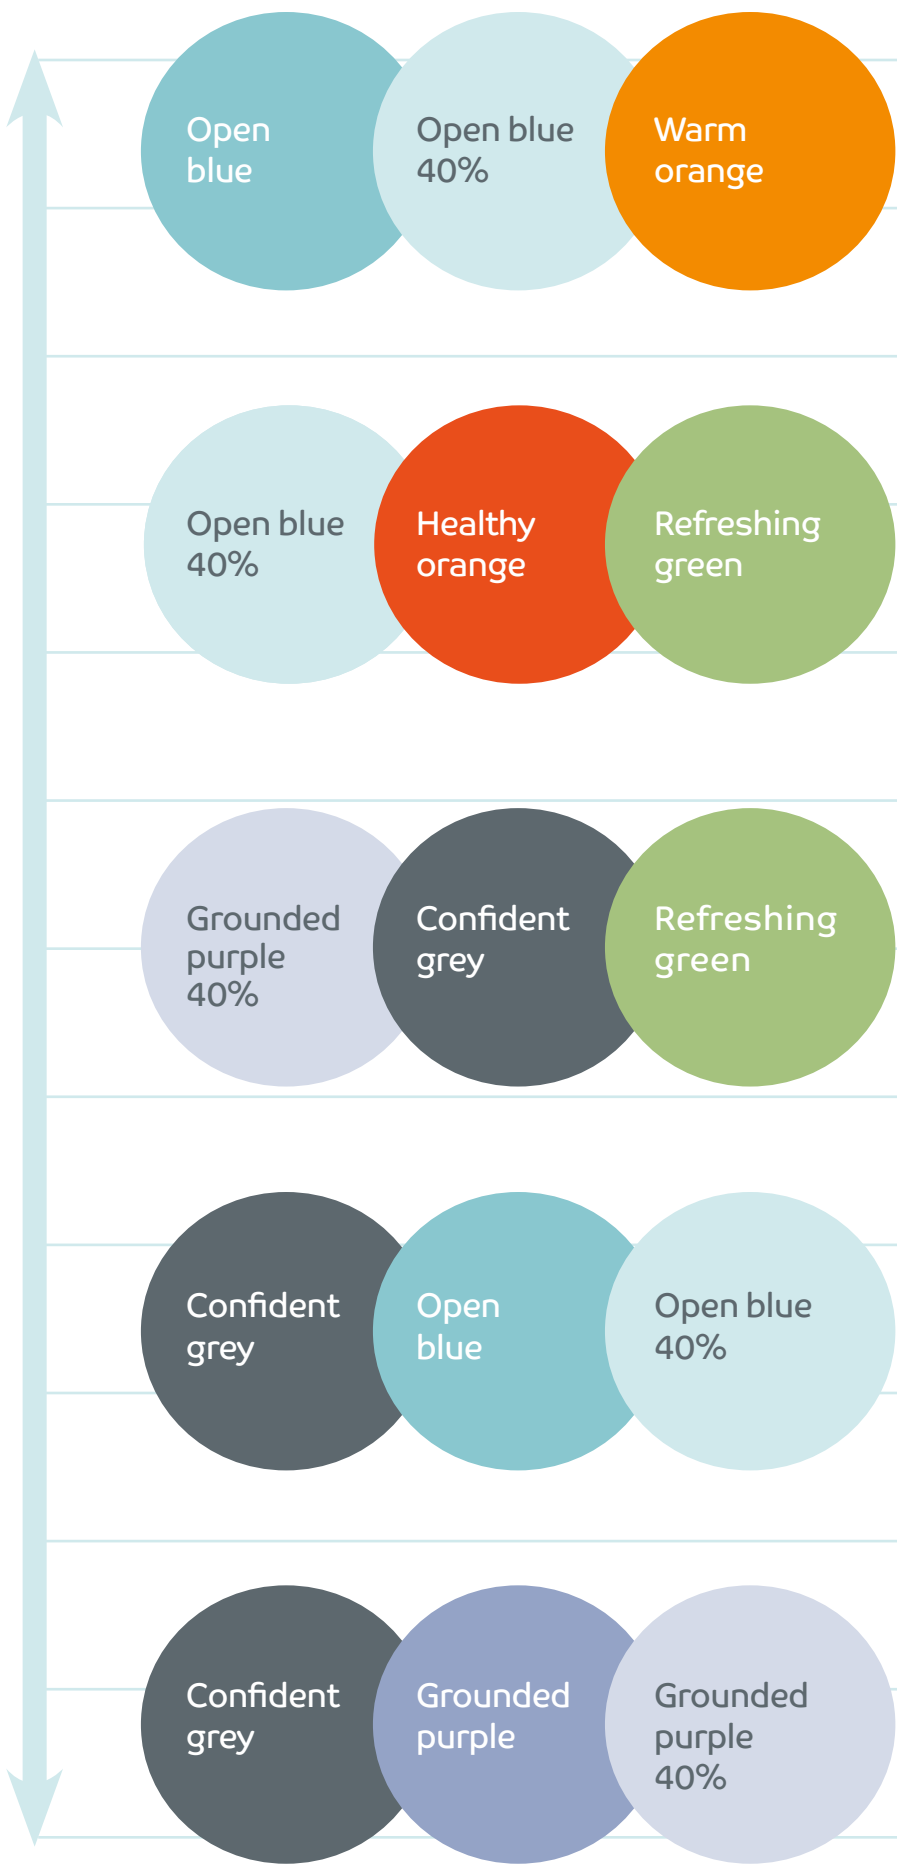 Open
blue
Open blue
40%
Warm
orange
Open blue
40%
Healthy
orange
Refreshing
green
Grounded
purple
40%
Confident
grey
Refreshing
green
Confident
grey
Open
blue
Open blue
40%
Confident
grey
Grounded
purple
Grounded
purple
40%